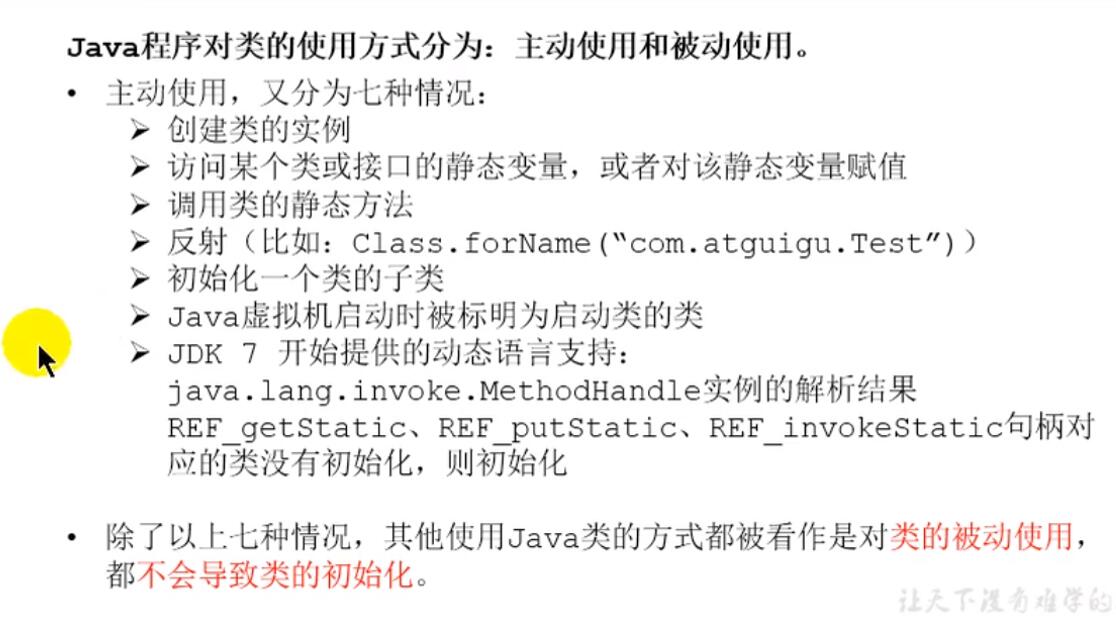 Java程序对类的使用方式分为：主动使用和被动使用。
• 主动使用，又分为七种情况：
➢ 创建类的实例
➢ 访问某个类或接口的静态变量，或者对该静态变量赋值
➢ 调用类的静态方法
➢ 反射（比如：Class.forName(“com.atguigu.Test”)）
➢ 初始化一个类的子类
➢ Java虚拟机启动时被标明为启动类的类
➢ JDK 7 开始提供的动态语言支持：
java.lang.invoke.MethodHandle实例的解析结果
REF_getStatic、REF_putStatic、REF_invokeStatic句柄对
应的类没有初始化，则初始化
• 除了以上七种情况，其他使用Java类的方式都被看作是对类的被动使用，
都不会导致类的初始化。
让天下没有难学的